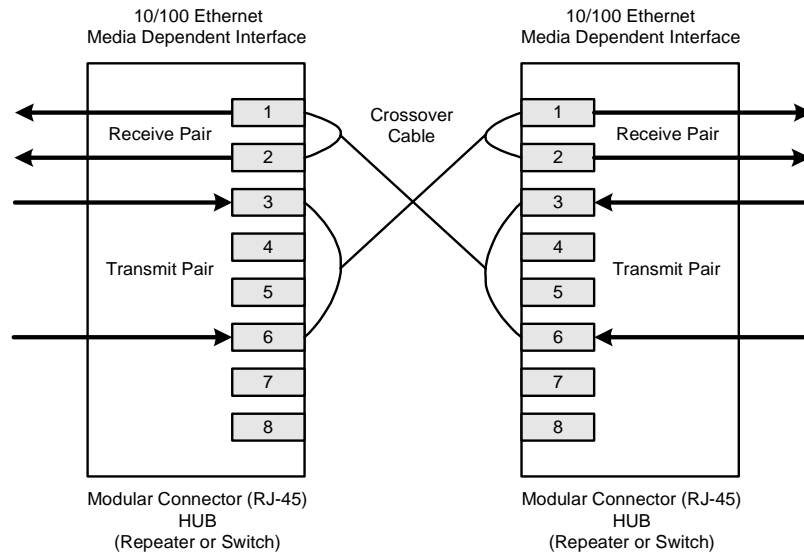 10/100 Ethernet
Media Dependent Interface
10/100 Ethernet
Media Dependent Interface
1
Receive Pair
2
3
4
Transmit Pair
5
6
7
8
Crossover
Cable
1
Receive Pair
2
3
4
Transmit Pair
5
6
7
8
Modular Connector (RJ-45)
HUB
(Repeater or Switch)
Modular Connector (RJ-45)
HUB
(Repeater or Switch)